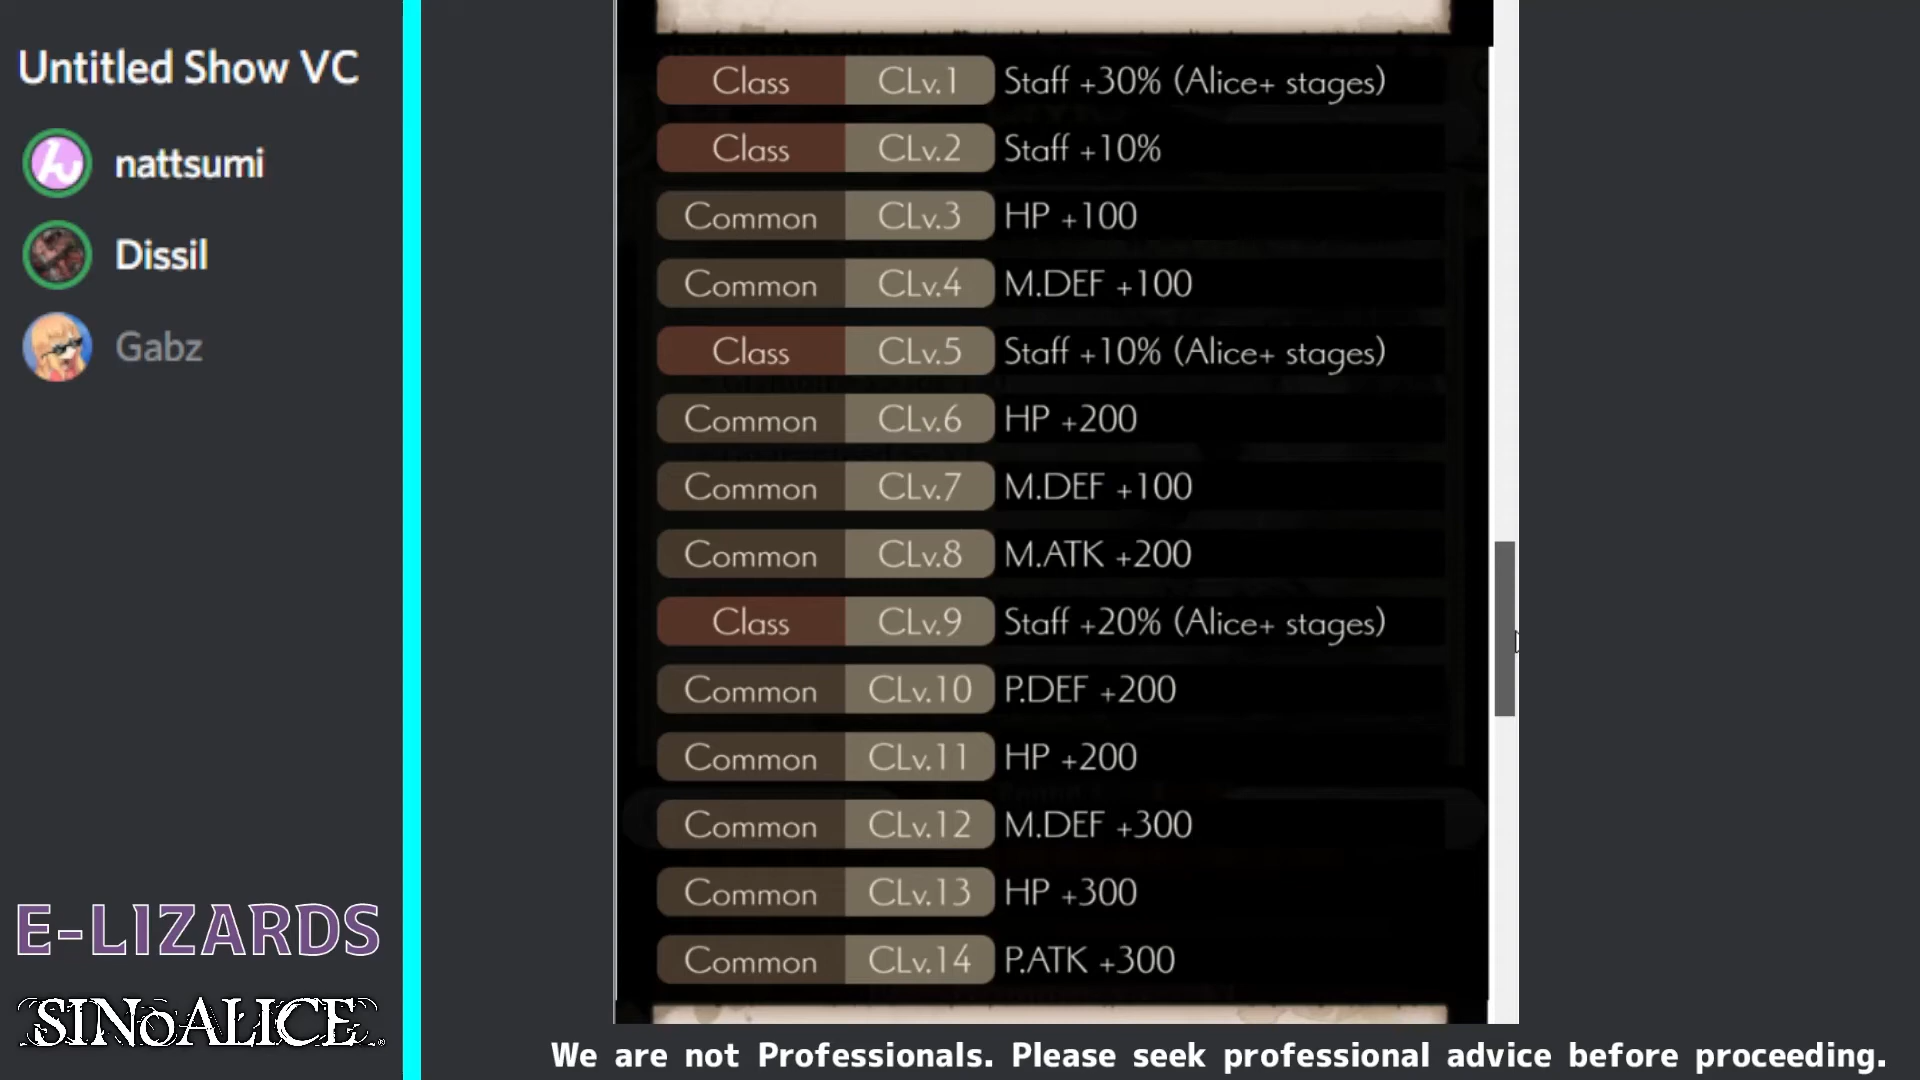 Untitled Show VC
nattsumi
Dissil
Gabz
E-LIZARDS
SINoALICE
Class CLv.1 Staff +30% (Alice+ stages)
Class CLv.2 Staff +10%
Common CLv.3 HP +100
Common CLv.4 M.DEF +100
Class CLv.5 Staff +10% (Alice+ stages)
Common CLv.6 HP +200
Common CLv.7 M.DEF +100
Common CLv.8 M.ATK +200
Class CLv.9 Staff +20% (Alice+ stages)
Common CLv.10 P.DEF +200
Common CLv.11 HP +200
Common CLv.12 M.DEF +300
Common CLv.13 HP +300
Common CLv.14 P.ATK +300
We are not Professionals. Please seek professional advice before proceeding.